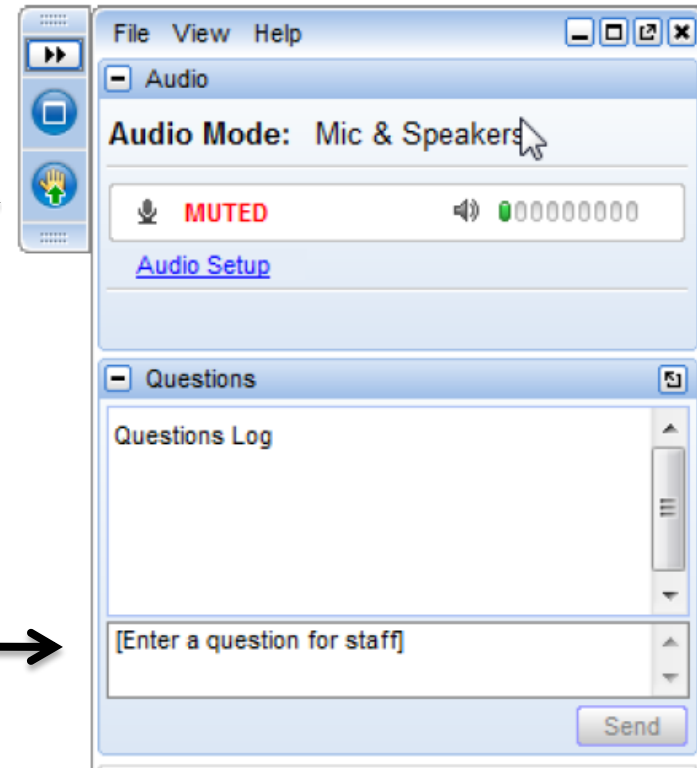 File View Help
Audio
Audio Mode: Mic & Speakers
MUTED
Audio Setup
Questions
Questions Log
[Enter a question for staff]
Send